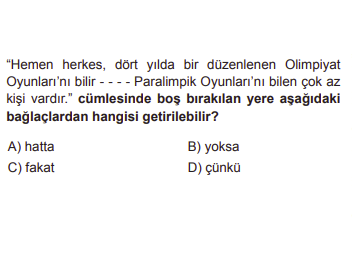 “Hemen herkes, dört yılda bir düzenlenen Olimpiyat
Oyunları’nı bilir - - - - Paralimpik Oyunları’nı bilen çok az
kişi vardır.” cümlesinde boş bırakılan yere aşağıdaki
bağlaçlardan hangisi getirilebilir?
A) hatta B) yoksa
C) fakat D) çünkü